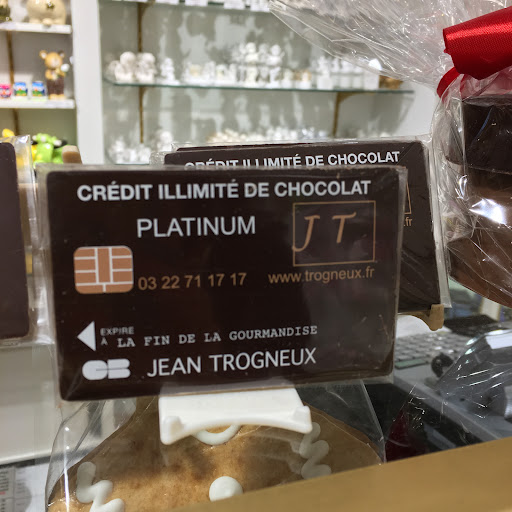 CRÉDIT ILLIMITÉ DE CHOCOLAT
CRÉDIT ILLIMITÉ DE CHOCOLAT
PLATINUM
JT
03 22 71 17 17
www.trogneux.fr
EXPIRE
À LA FIN DE LA GOURMANDISE
CB JEAN TROGNEUX